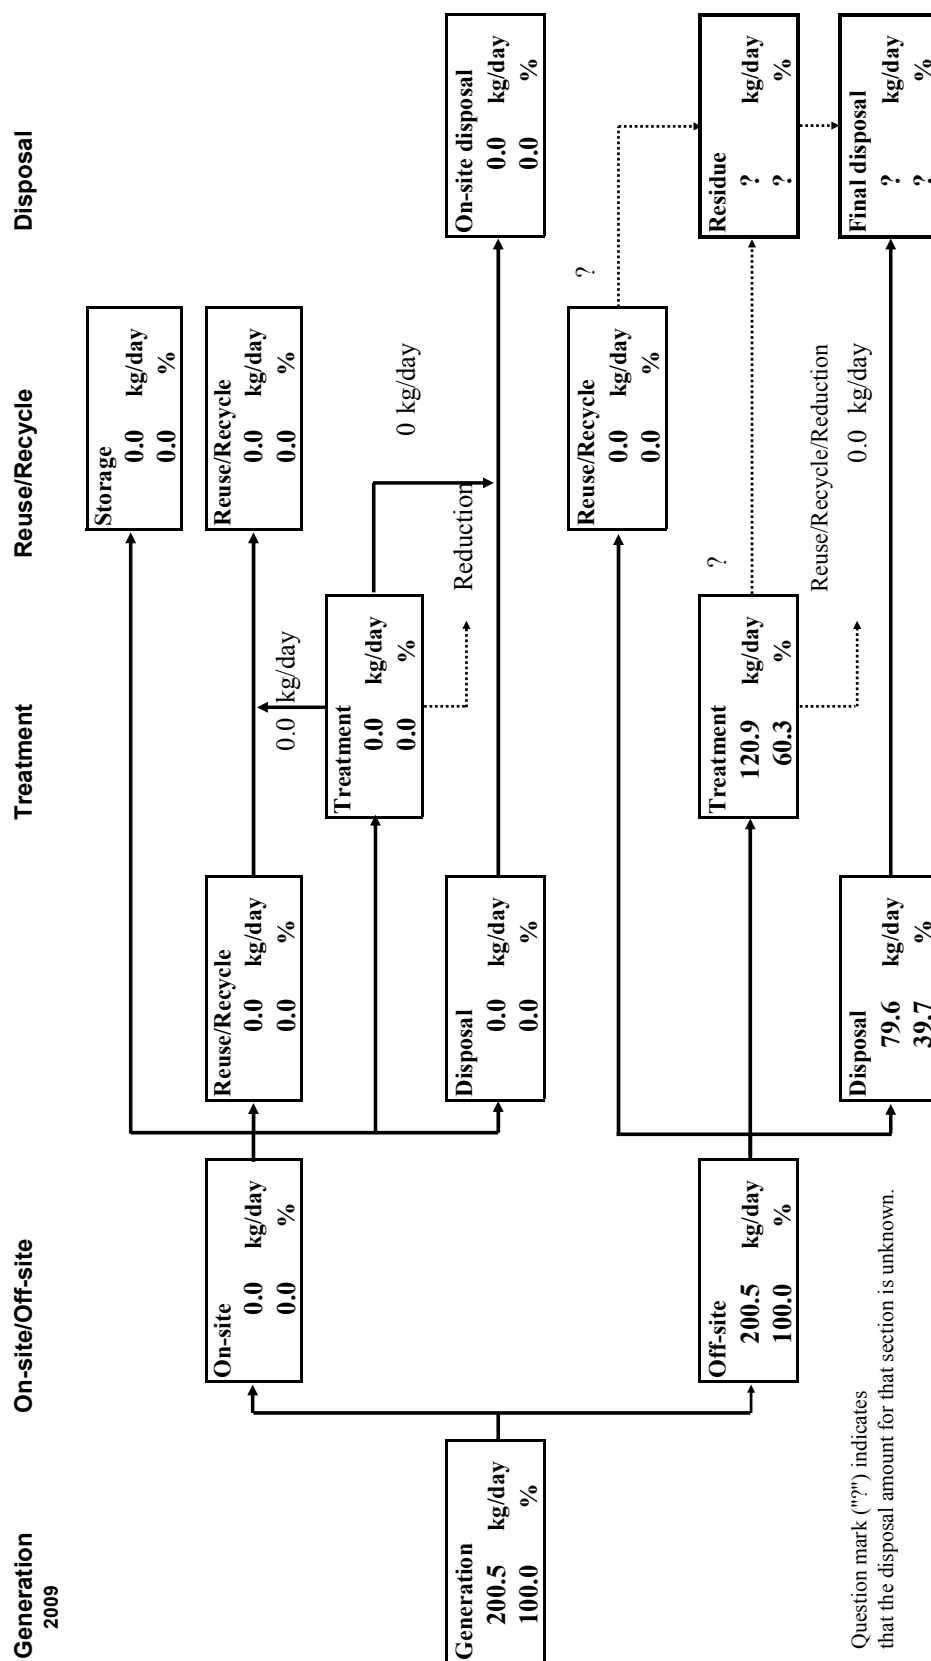 Generation
2009
On-site/Off-site
Treatment
Reuse/Recycle
Disposal
Generation
200.5 kg/day
100.0 %
On-site
0.0 kg/day
0.0 %
Off-site
200.5 kg/day
100.0 %
Storage
0.0 kg/day
0.0 %
Reuse/Recycle
0.0 kg/day
0.0 %
Reuse/Recycle
0.0 kg/day
0.0 %
0.0 kg/day
Treatment
0.0 kg/day
0.0 %
0 kg/day
Reduction
Disposal
0.0 kg/day
0.0 %
On-site disposal
0.0 kg/day
0.0 %
Reuse/Recycle
0.0 kg/day
0.0 %
?
Treatment
120.9 kg/day
60.3 %
?
Residue
? kg/day
? %
Reuse/Recycle/Reduction
0.0 kg/day
Disposal
79.6 kg/day
39.7 %
Final disposal
? kg/day
? %
Question mark ("?") indicates
that the disposal amount for that section is unknown.